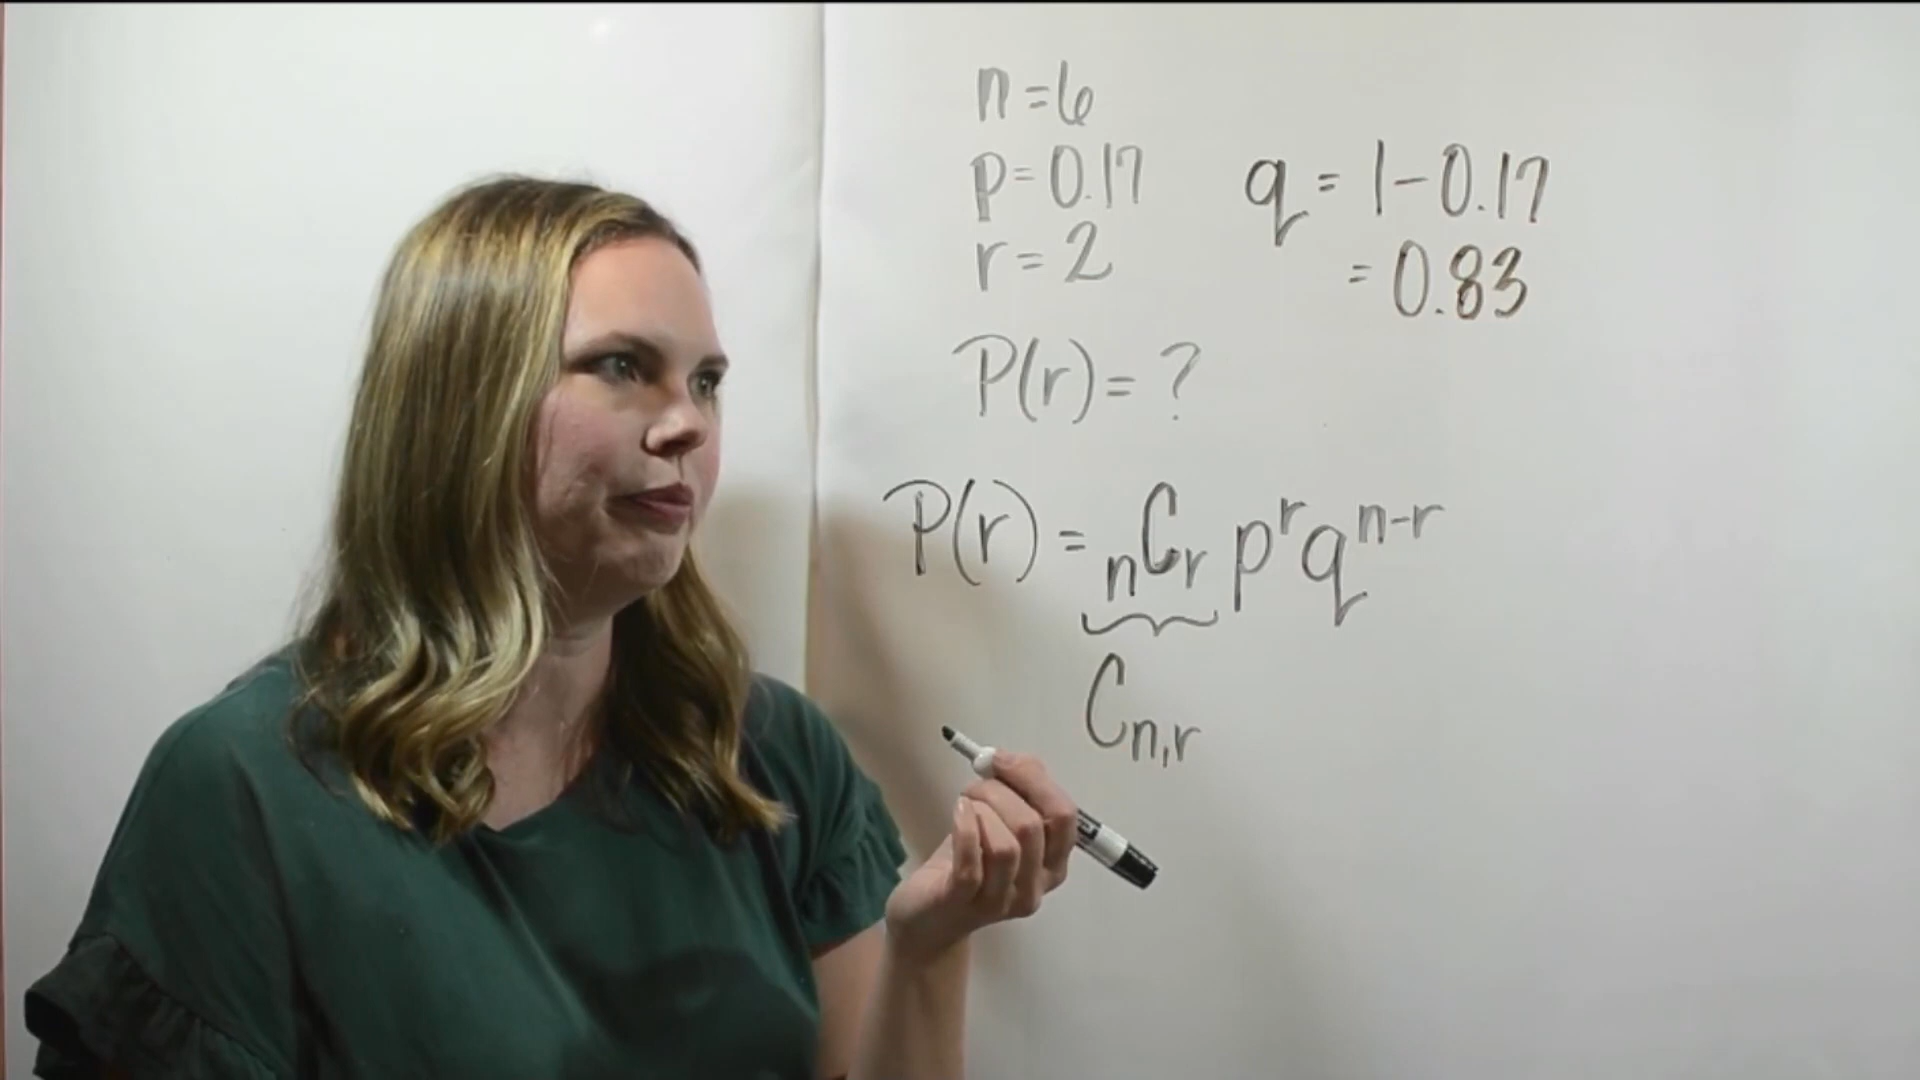 n=6
p=0.17
r=2
q=1-0.17
=0.83
P(r)=?
P(r)=nCr p^r q^n-r
Cn,r